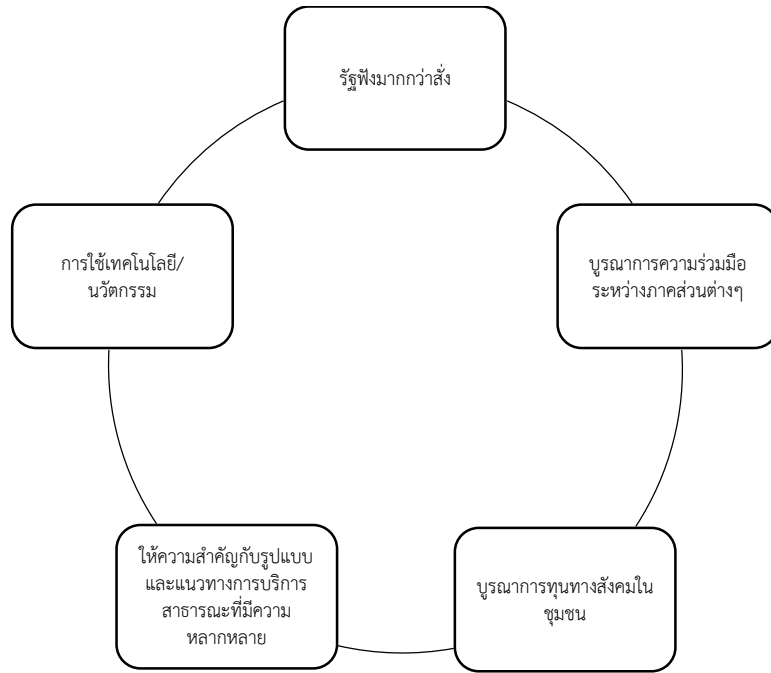 รัฐฟังมากกว่าสั่ง
บูรณาการความร่วมมือ
ระหว่างภาคส่วนต่างๆ
บูรณาการทุนทางสังคมใน
ชุมชน
ให้ความสำคัญกับรูปแบบ
และแนวทางการบริการ
สาธารณะที่มีความ
หลากหลาย
การใช้เทคโนโลยี/
นวัตกรรม